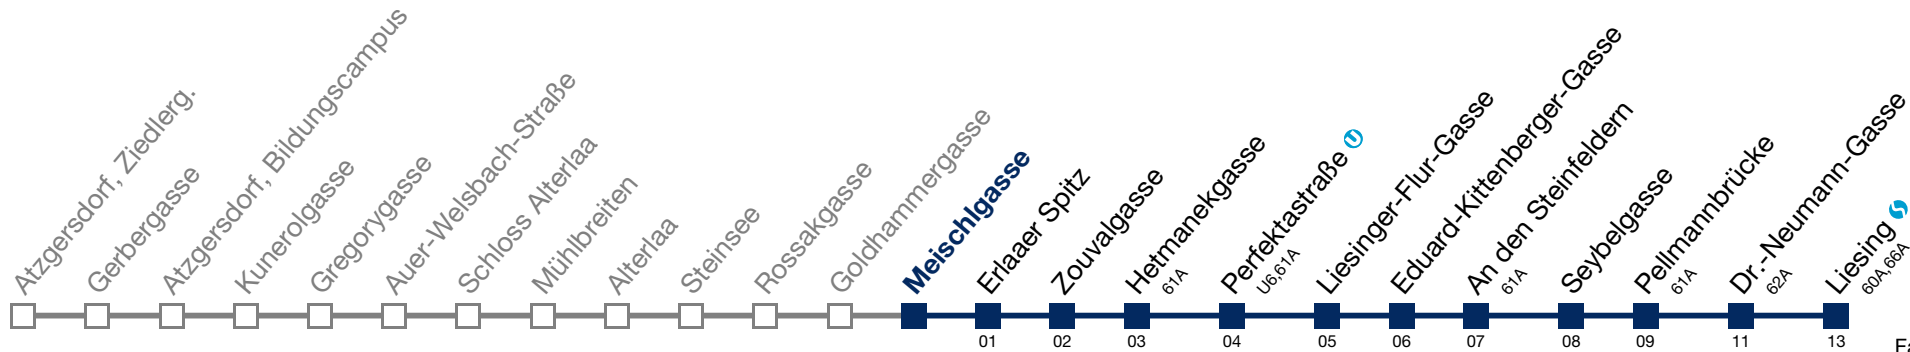 Atzgersdorf, Ziedlerg.
Gerbergasse
Atzgersdorf, Bildungscampus
Kunerolgasse
Gregorygasse
Auer-Welsbach-Straße
Schloss Alterlaa
Mühlbreiten
Alterlaa
Steinsee
Rossakgasse
Goldhammergasse
Meischlgasse
Erlaaer Spitz
01
Zouvalgasse
02
Hetmanekgasse
61A
03
Perfektastraße U
U6,61A
04
Liesinger-Flur-Gasse
05
Eduard-Kittenberger-Gasse
06
An den Steinfeldern
61A
07
Seybelgasse
08
Pellmannbrücke
61A
09
Dr.-Neumann-Gasse
62A
11
Liesing S
60A,66A
13